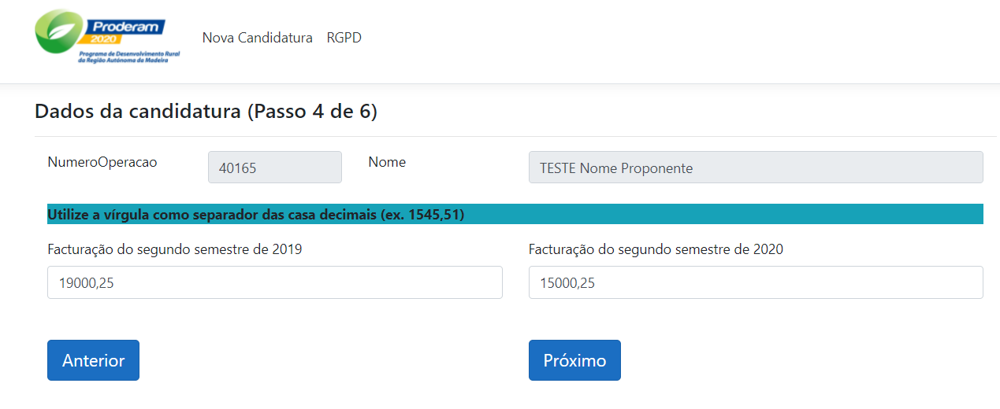 Proderam
2020
Programa de Desenvolvimento Rural
da Região Autónoma da Madeira
Nova Candidatura RGPD
Dados da candidatura (Passo 4 de 6)
NumeroOperacao 40165 Nome TESTE Nome Proponente
Utilize a vírgula como separador das casa decimais (ex. 1545,51)
Facturação do segundo semestre de 2019 Facturação do segundo semestre de 2020
19000,25 15000,25
Anterior Próximo